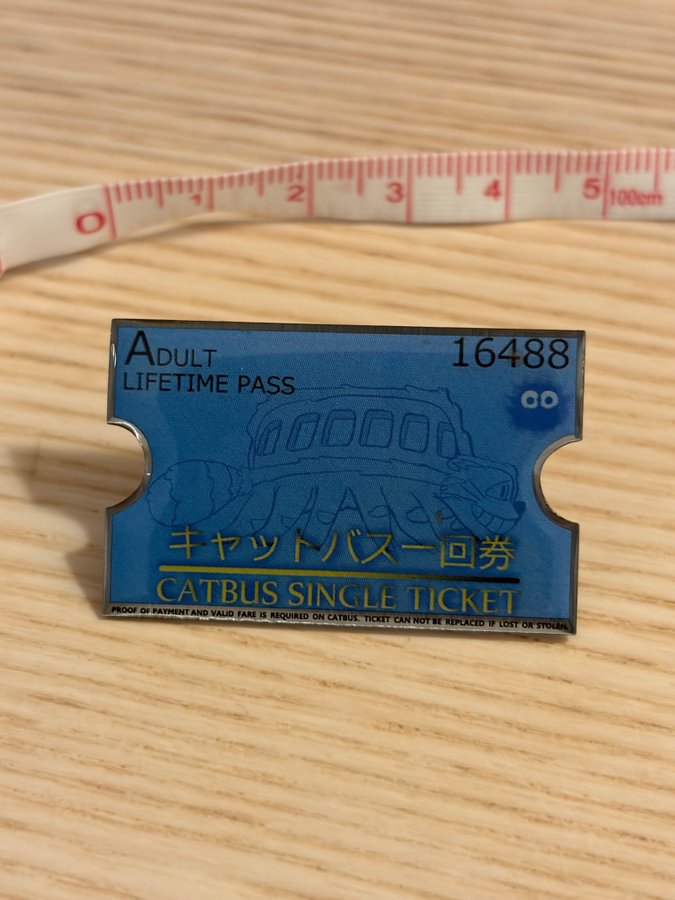 0 1 2 3 4 5 100cm
ADULT
LIFETIME PASS
16488
キャットバス一回券
CATBUS SINGLE TICKET
PROOF OF PAYMENT AND VALID FARE IS REQUIRED ON CATBUS. TICKET CAN NOT BE REPLACED IF LOST OR STOLEN.